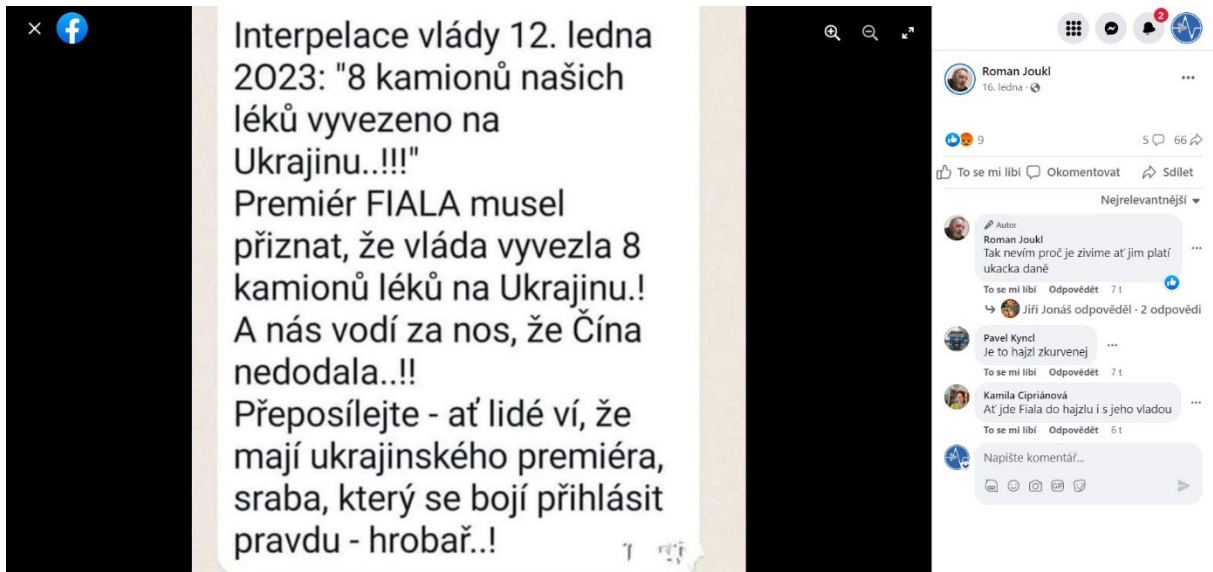 Interpelace vlády 12. ledna
2O23: "8 kamionů našich
léků vyvezeno na
Ukrajinu..!!!"
Premiér FIALA musel
přiznat, že vláda vyvezla 8
kamionů léků na Ukrajinu.!
A nás vodí za nos, že Čína
nedodala..!!
Přeposílejte - ať lidé ví, že
mají ukrajinského premiéra,
sraba, který se bojí přihlásit
pravdu - hrobař..!
2
Roman Joukl
16. ledna
9
5
66
To se mi líbí Okomentovat Sdílet
Nejrelevantnější
Autor
Roman Joukl
Tak nevím proč je zivime ať jim platí
ukacka daně
To se mi líbí Odpovědět 7 t
Jiří Jonáš odpověděl · 2 odpovědi
Pavel Kyncl
Je to hajzl zkurvenej
To se mi líbí Odpovědět 7 t
Kamila Cipriánová
Ať jde Fiala do hajzlu i s jeho vladou
To se mi líbí Odpovědět 6 t
Napište komentář...
GIF